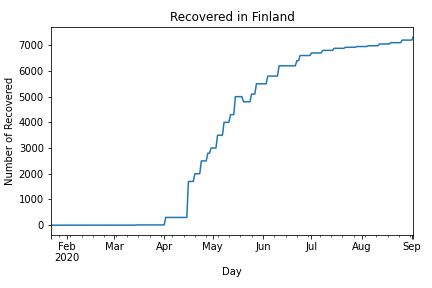 Recovered in Finland
Number of Recovered
7000
6000
5000
4000
3000
2000
1000
0
Feb Mar Apr May Jun Jul Aug Sep
2020
Day